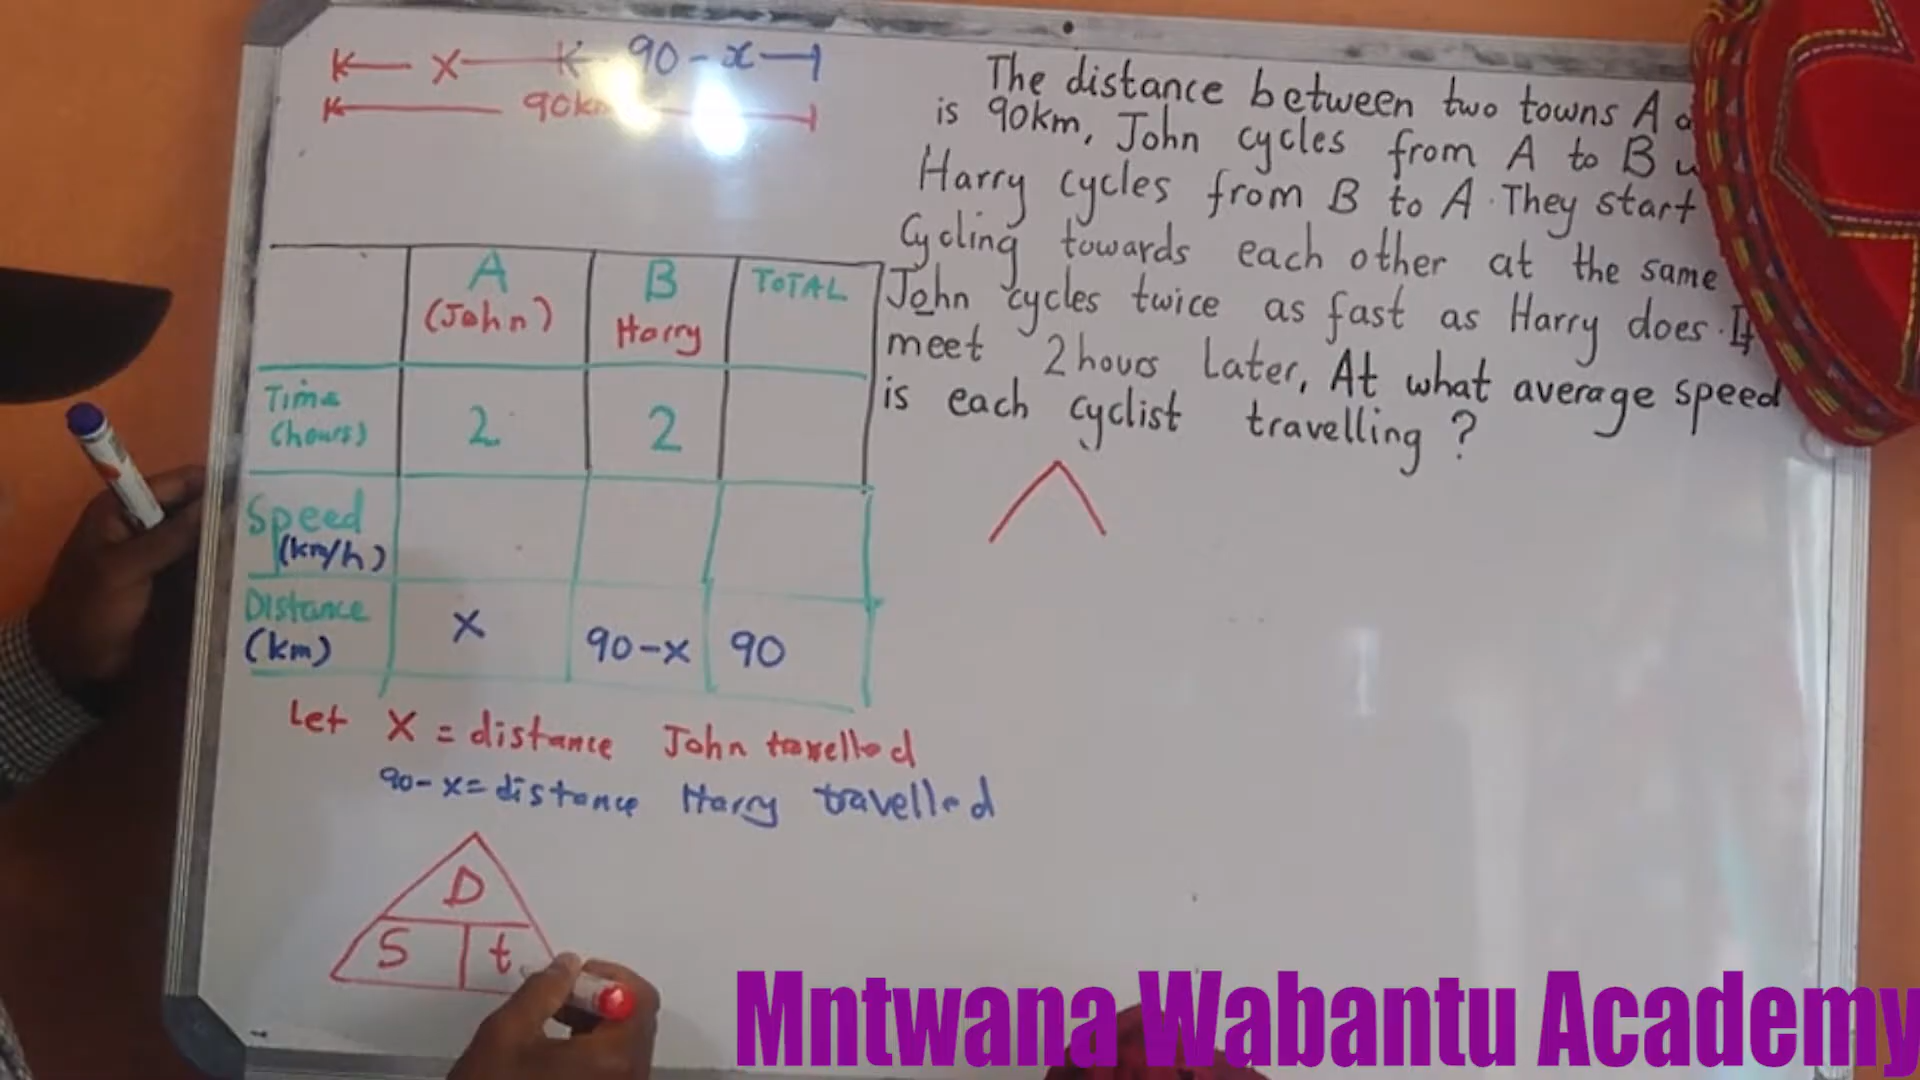 x 90-x
90k
The distance between two towns A
is 90km, John cycles from A to B
Harry cycles from B to A. They start
Cycling towards each other at the same
John cycles twice as fast as Harry does. If
meet 2 hours Later, At what average speed
is each cyclist travelling ?
A B TOTAL
(John) Harry
Time
(hours) 2 2
Speed
(km/h)
Distance
(km) x 90-x 90
Let x = distance John travelled
90-x = distance Harry travelled
D
S t
Mntwana Wabantu Academy